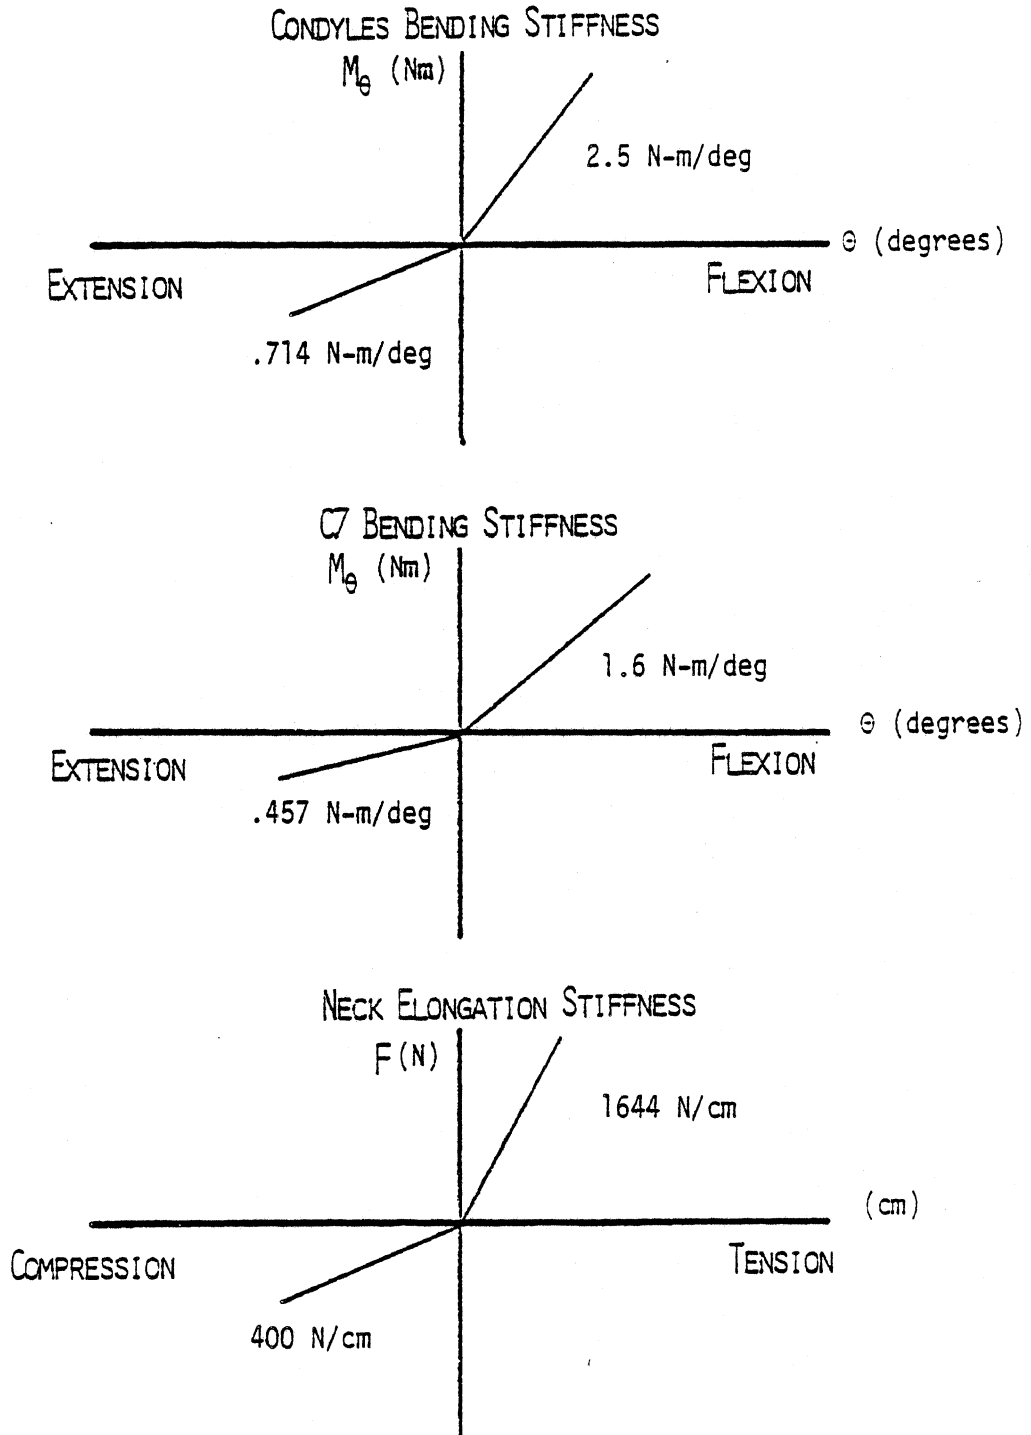 CONDYLES BENDING STIFFNESS
Mθ (Nm)
2.5 N-m/deg
θ (degrees)
EXTENSION
FLEXION
.714 N-m/deg
C7 BENDING STIFFNESS
Mθ (Nm)
1.6 N-m/deg
θ (degrees)
EXTENSION
FLEXION
.457 N-m/deg
NECK ELONGATION STIFFNESS
F(N)
1644 N/cm
(cm)
COMPRESSION
TENSION
400 N/cm